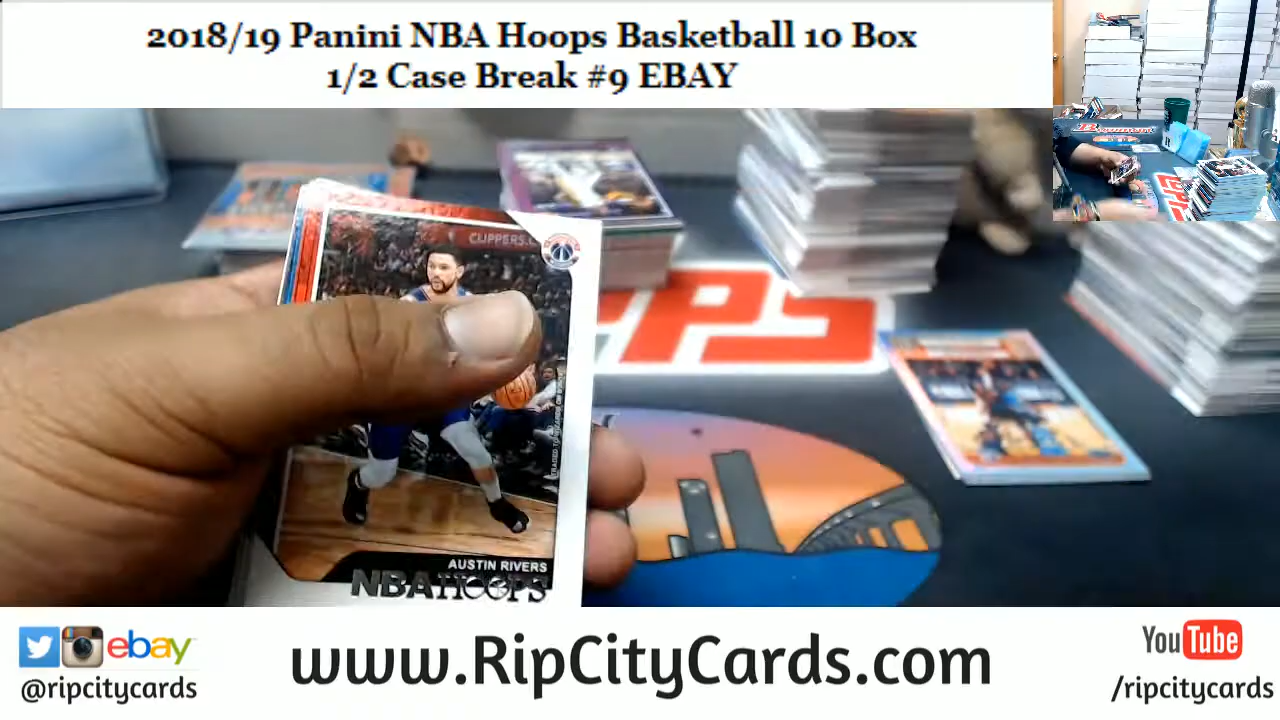 2018/19 Panini NBA Hoops Basketball 10 Box
1/2 Case Break #9 EBAY
CLIPPERS.
AUSTIN RIVERS
NBA HOOPS
ebay
@ripcitycards
www.RipCityCards.com
YouTube
/ripcitycards